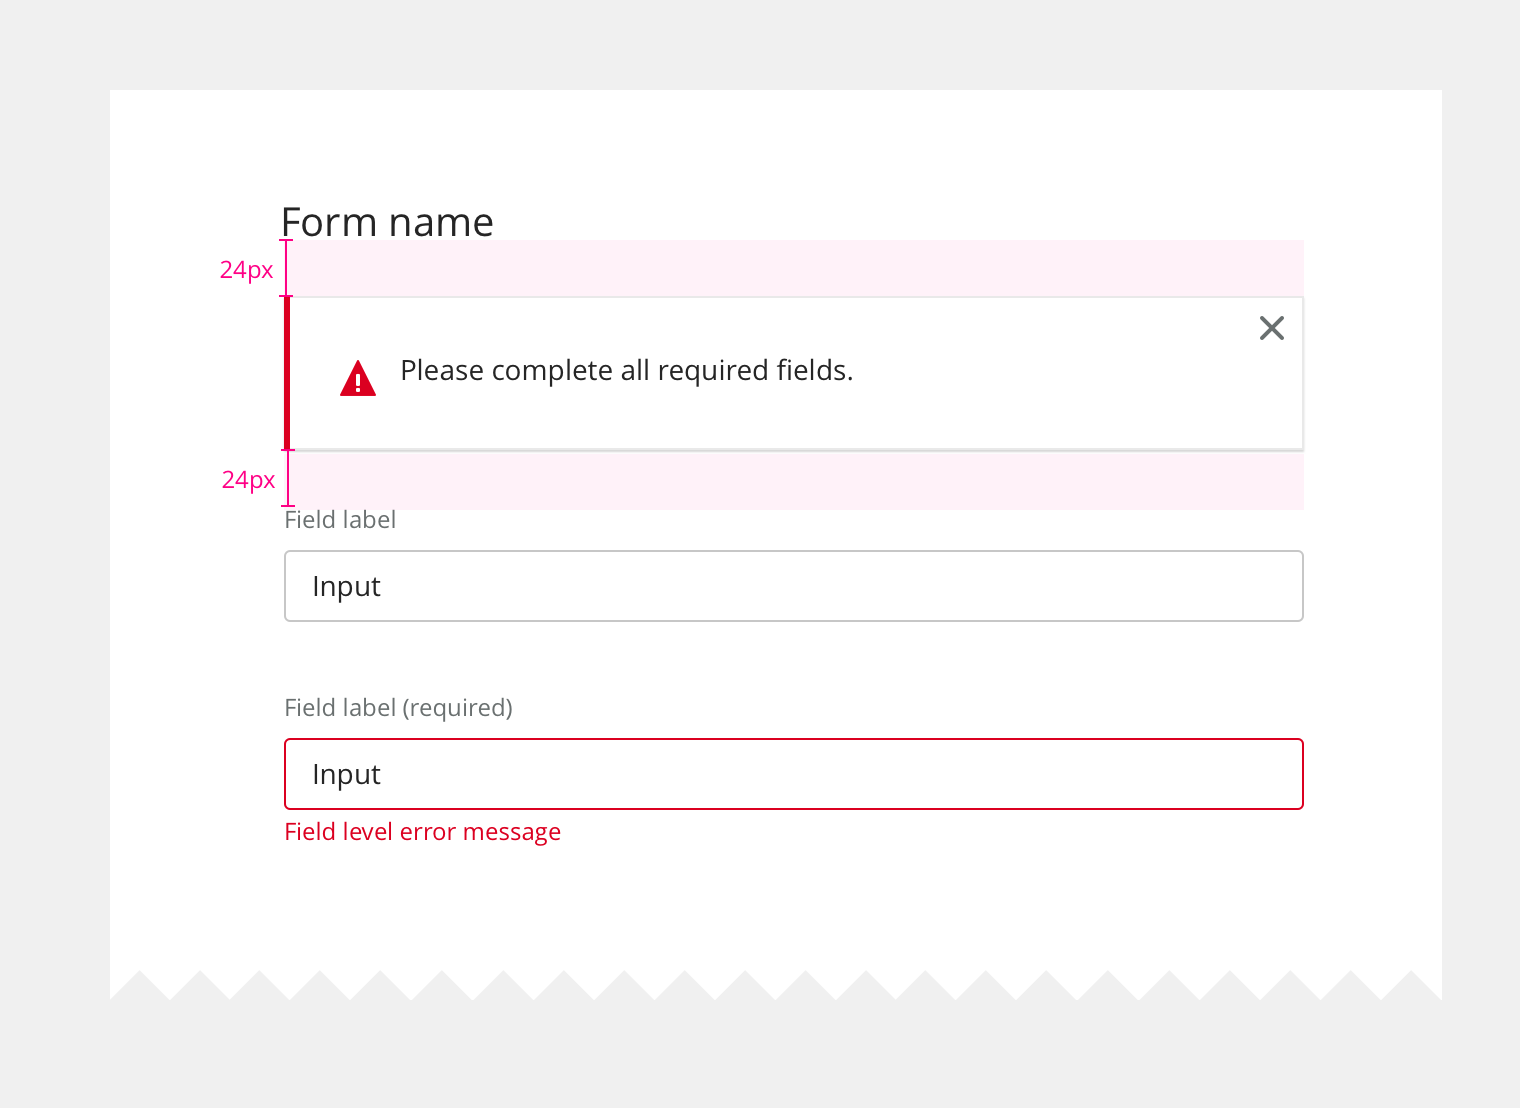 Form name
24px
Please complete all required fields.
24px
Field label
Input
Field label (required)
Input
Field level error message